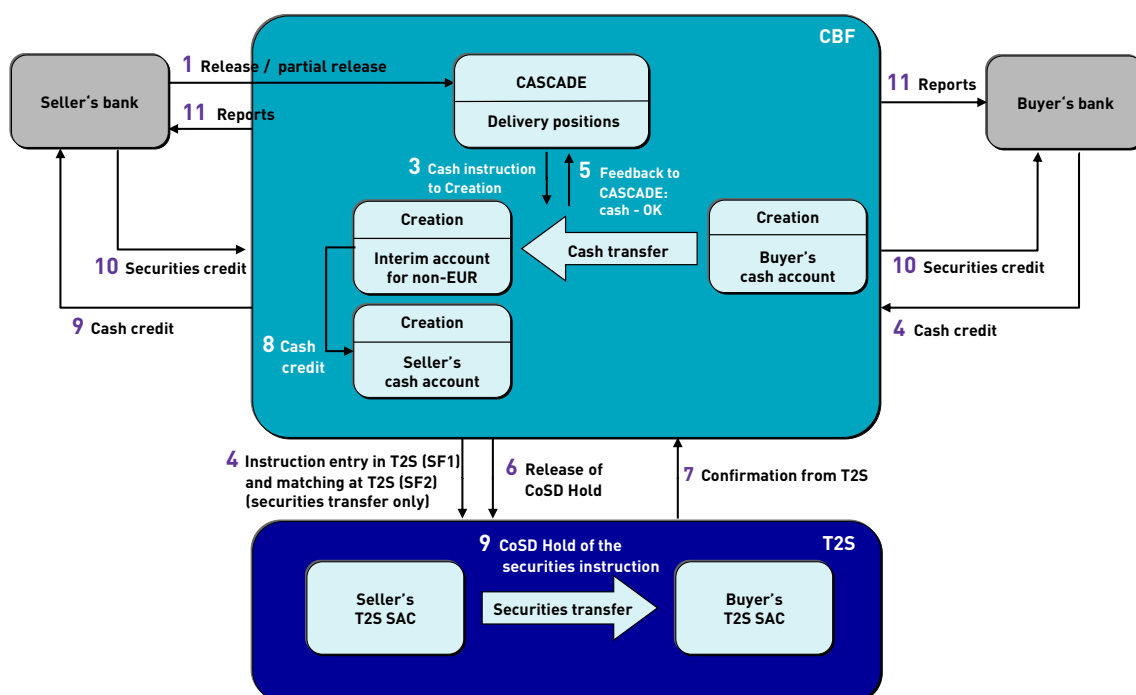 CBF
1 Release / partial release
Seller‘s bank
11 Reports
CASCADE
Delivery positions
11 Reports
Buyer‘s bank
3 Cash instruction
to Creation
5 Feedback to
CASCADE:
cash - OK
Creation
Interim account
for non-EUR
Cash transfer
Creation
Buyer's
cash account
10 Securities credit
10 Securities credit
9 Cash credit
4 Cash credit
8 Cash
credit
Creation
Seller's
cash account
4 Instruction entry in T2S (SF1)
and matching at T2S (SF2)
(securities transfer only)
6 Release of
CoSD Hold
7 Confirmation from T2S
T2S
9 CoSD Hold of the
securities instruction
Seller's
T2S SAC
Securities transfer
Buyer's
T2S SAC